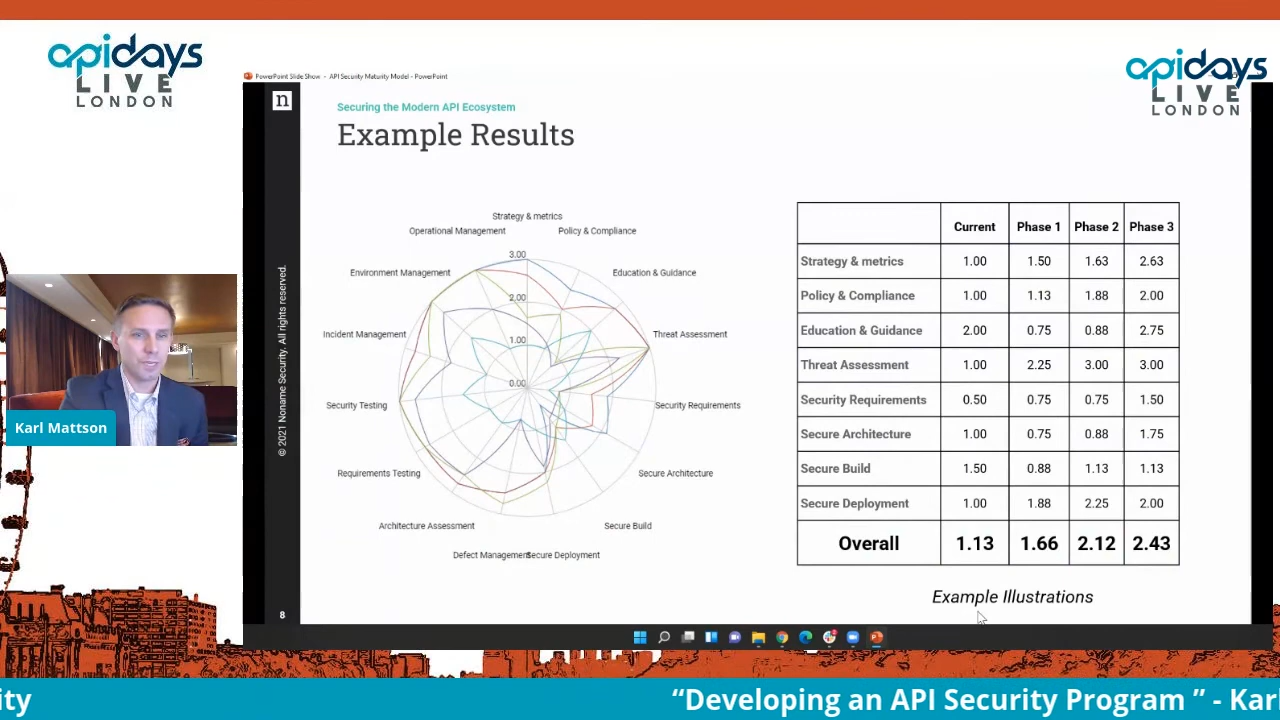 apidays
LIVE
LONDON
apidays
LIVE
LONDON
PowerPoint Slide Show - API Security Maturity Model - PowerPoint
n
Securing the Modern API Ecosystem
Example Results
© 2021 Noname Security. All rights reserved.
8
Strategy & metrics
Operational Management
Policy & Compliance
Environment Management
Education & Guidance
Incident Management
Threat Assessment
Security Testing
Security Requirements
Requirements Testing
Secure Architecture
Architecture Assessment
Secure Build
Defect Management
Secure Deployment
3.00
2.00
1.00
0.00
Current Phase 1 Phase 2 Phase 3
Strategy & metrics 1.00 1.50 1.63 2.63
Policy & Compliance 1.00 1.13 1.88 2.00
Education & Guidance 2.00 0.75 0.88 2.75
Threat Assessment 1.00 2.25 3.00 3.00
Security Requirements 0.50 0.75 0.75 1.50
Secure Architecture 1.00 0.75 0.88 1.75
Secure Build 1.50 0.88 1.13 1.13
Secure Deployment 1.00 1.88 2.25 2.00
Overall 1.13 1.66 2.12 2.43
Example Illustrations
Karl Mattson
ity “Developing an API Security Program ” - Karl